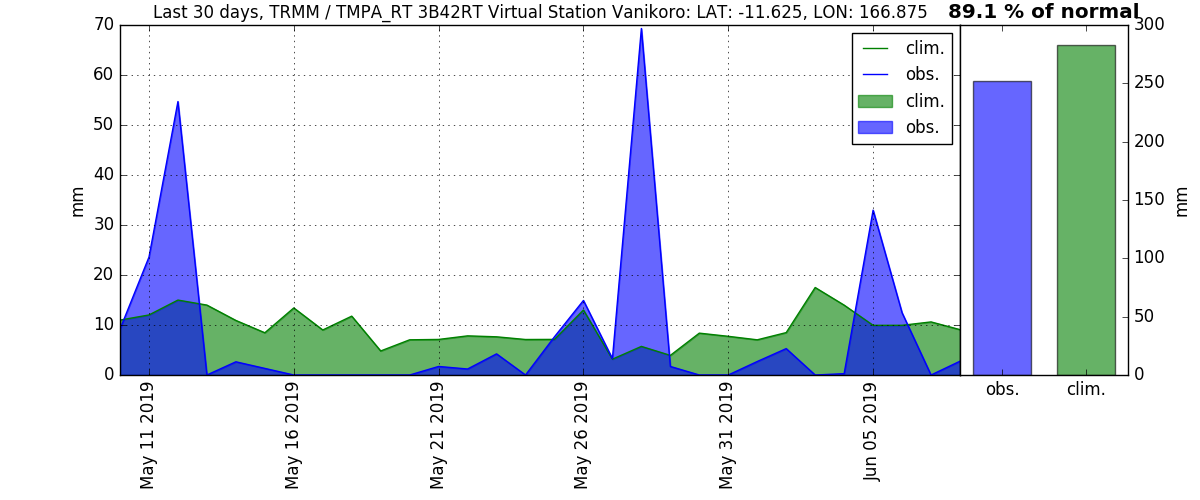 Last 30 days, TRMM / TMPA_RT 3B42RT Virtual Station Vanikoro: LAT: -11.625, LON: 166.875
89.1 % of normal
70
60
50
40
30
20
10
0
mm
clim.
obs.
clim.
obs.
May 11 2019
May 16 2019
May 21 2019
May 26 2019
May 31 2019
Jun 05 2019
300
250
200
150
100
50
0
mm
obs.
clim.